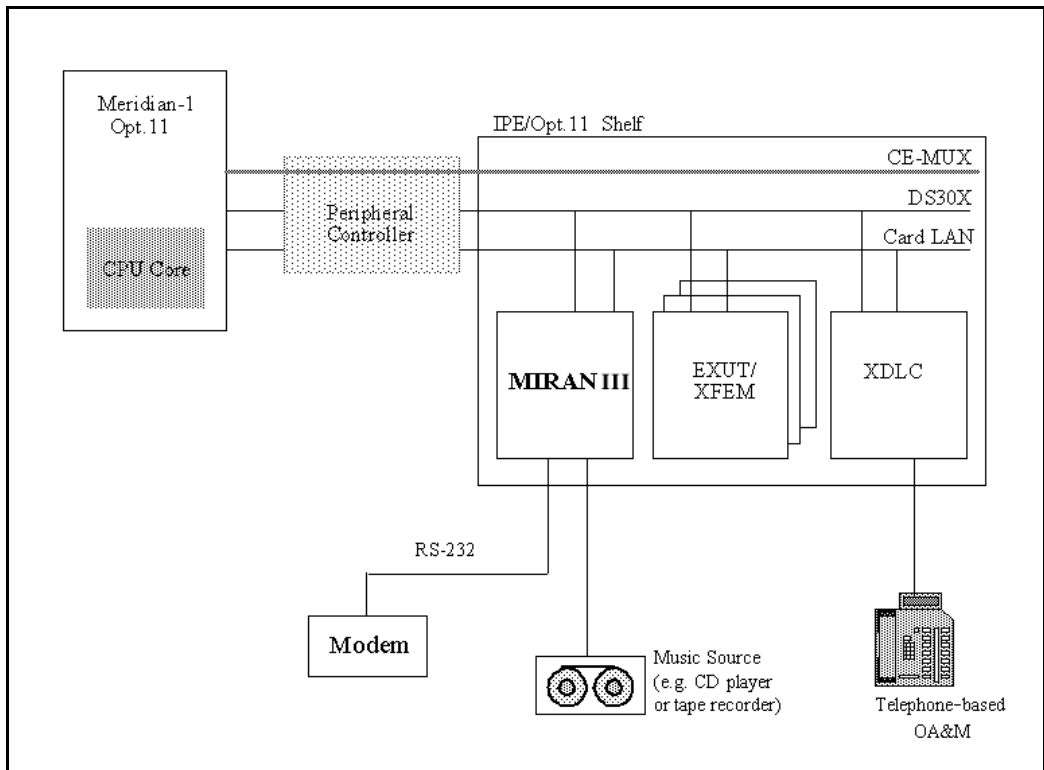 Meridian-1
Opt.11
CPU Core
Peripheral
Controller
IPE/Opt.11 Shelf
CE-MUX
DS30X
Card LAN
MIRAN III
EXUT/
XFEM
XDLC
RS-232
Modem
Music Source
(e.g. CD player
or tape recorder)
Telephone-based
OA&M